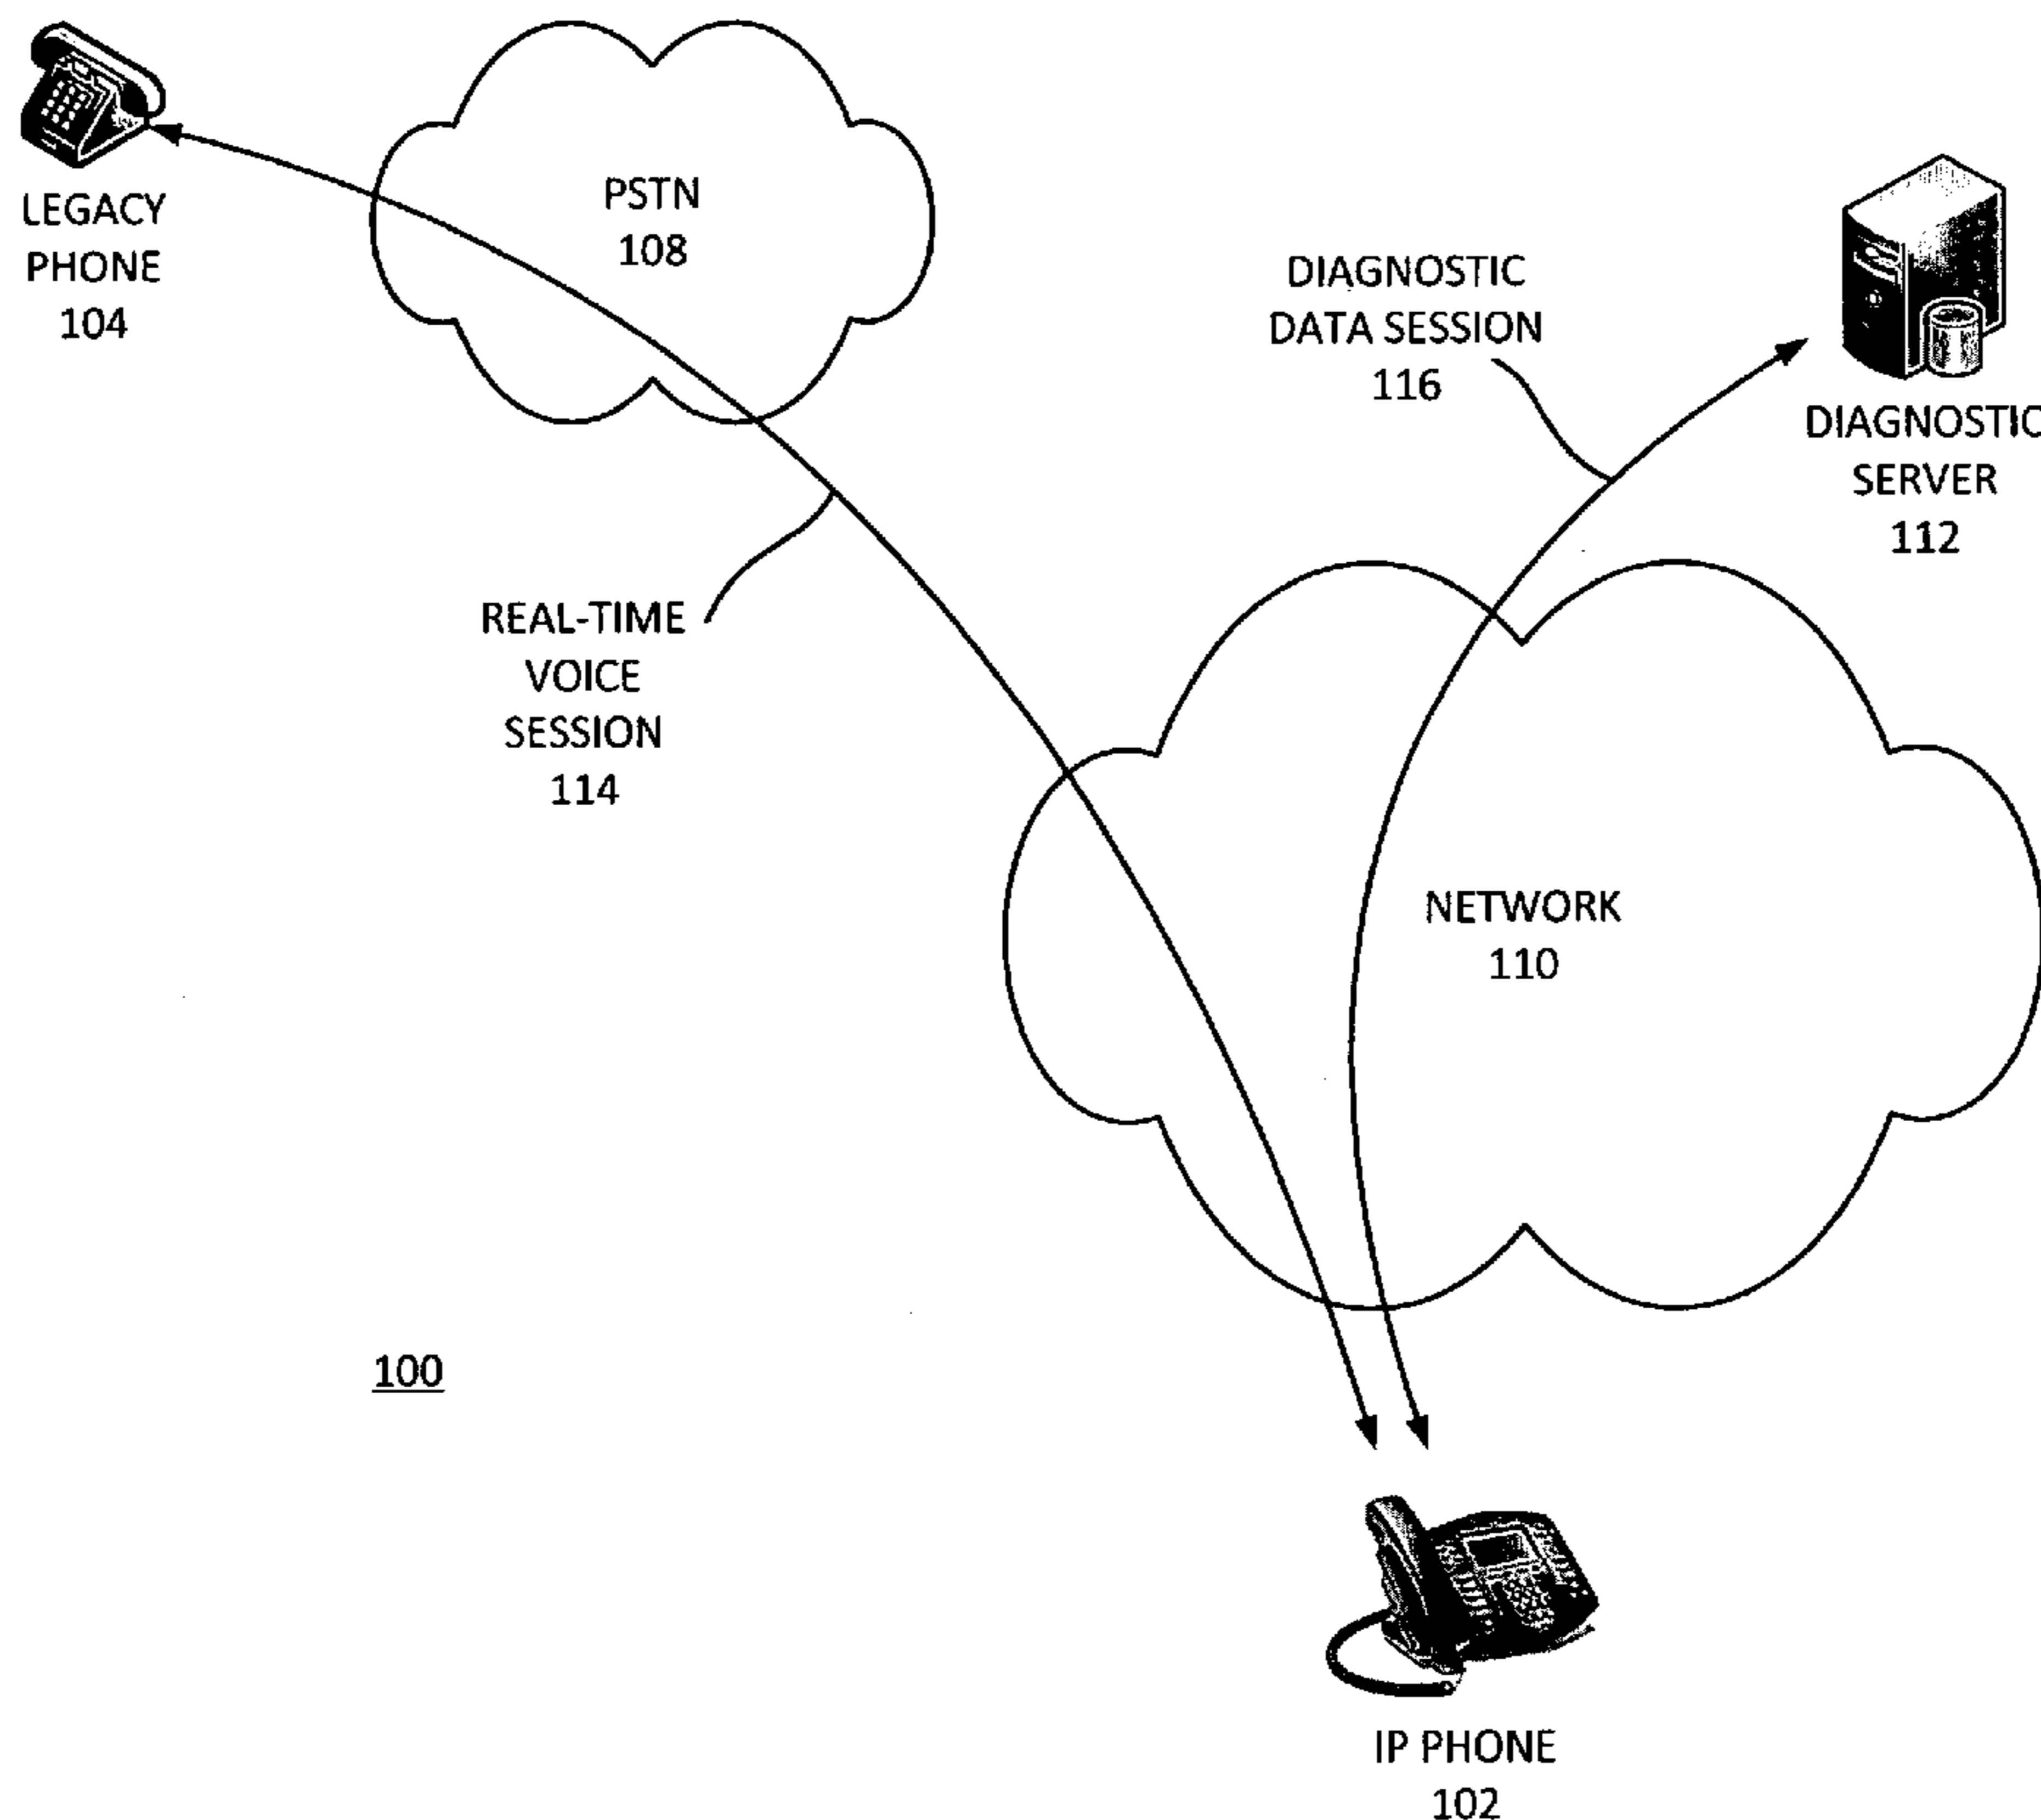 LEGACY
PHONE
104
PSTN
108
DIAGNOSTIC
DATA SESSION
116
DIAGNOSTIC
SERVER
112
REAL-TIME
VOICE
SESSION
114
NETWORK
110
100
IP PHONE
102